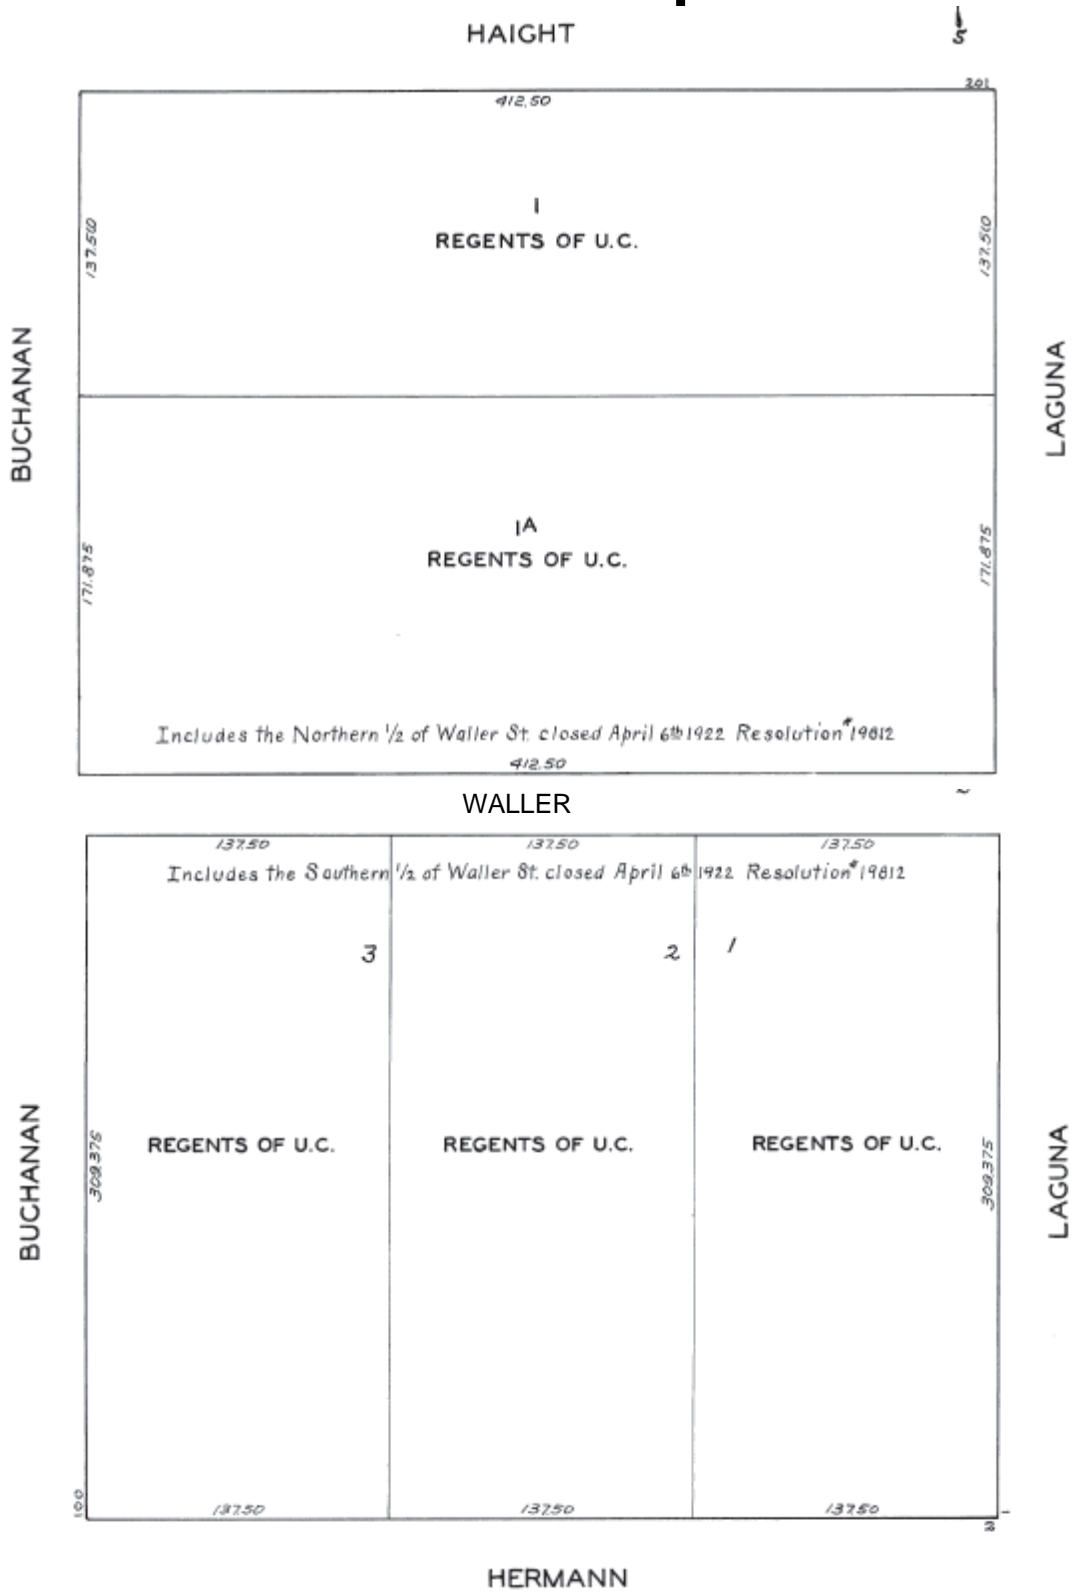 HAIGHT
S
201
412.50
137.50
137.50
1
REGENTS OF U.C.
BUCHANAN
LAGUNA
1A
REGENTS OF U.C.
171.875
171.875
Includes the Northern 1/2 of Waller St. closed April 6th 1922 Resolution #19812
412.50
WALLER
137.50 137.50 137.50
Includes the Southern 1/2 of Waller St. closed April 6th 1922 Resolution #19812
3 2 1
BUCHANAN
309.375
REGENTS OF U.C. REGENTS OF U.C. REGENTS OF U.C.
309.375
LAGUNA
100
137.50 137.50 137.50
HERMANN